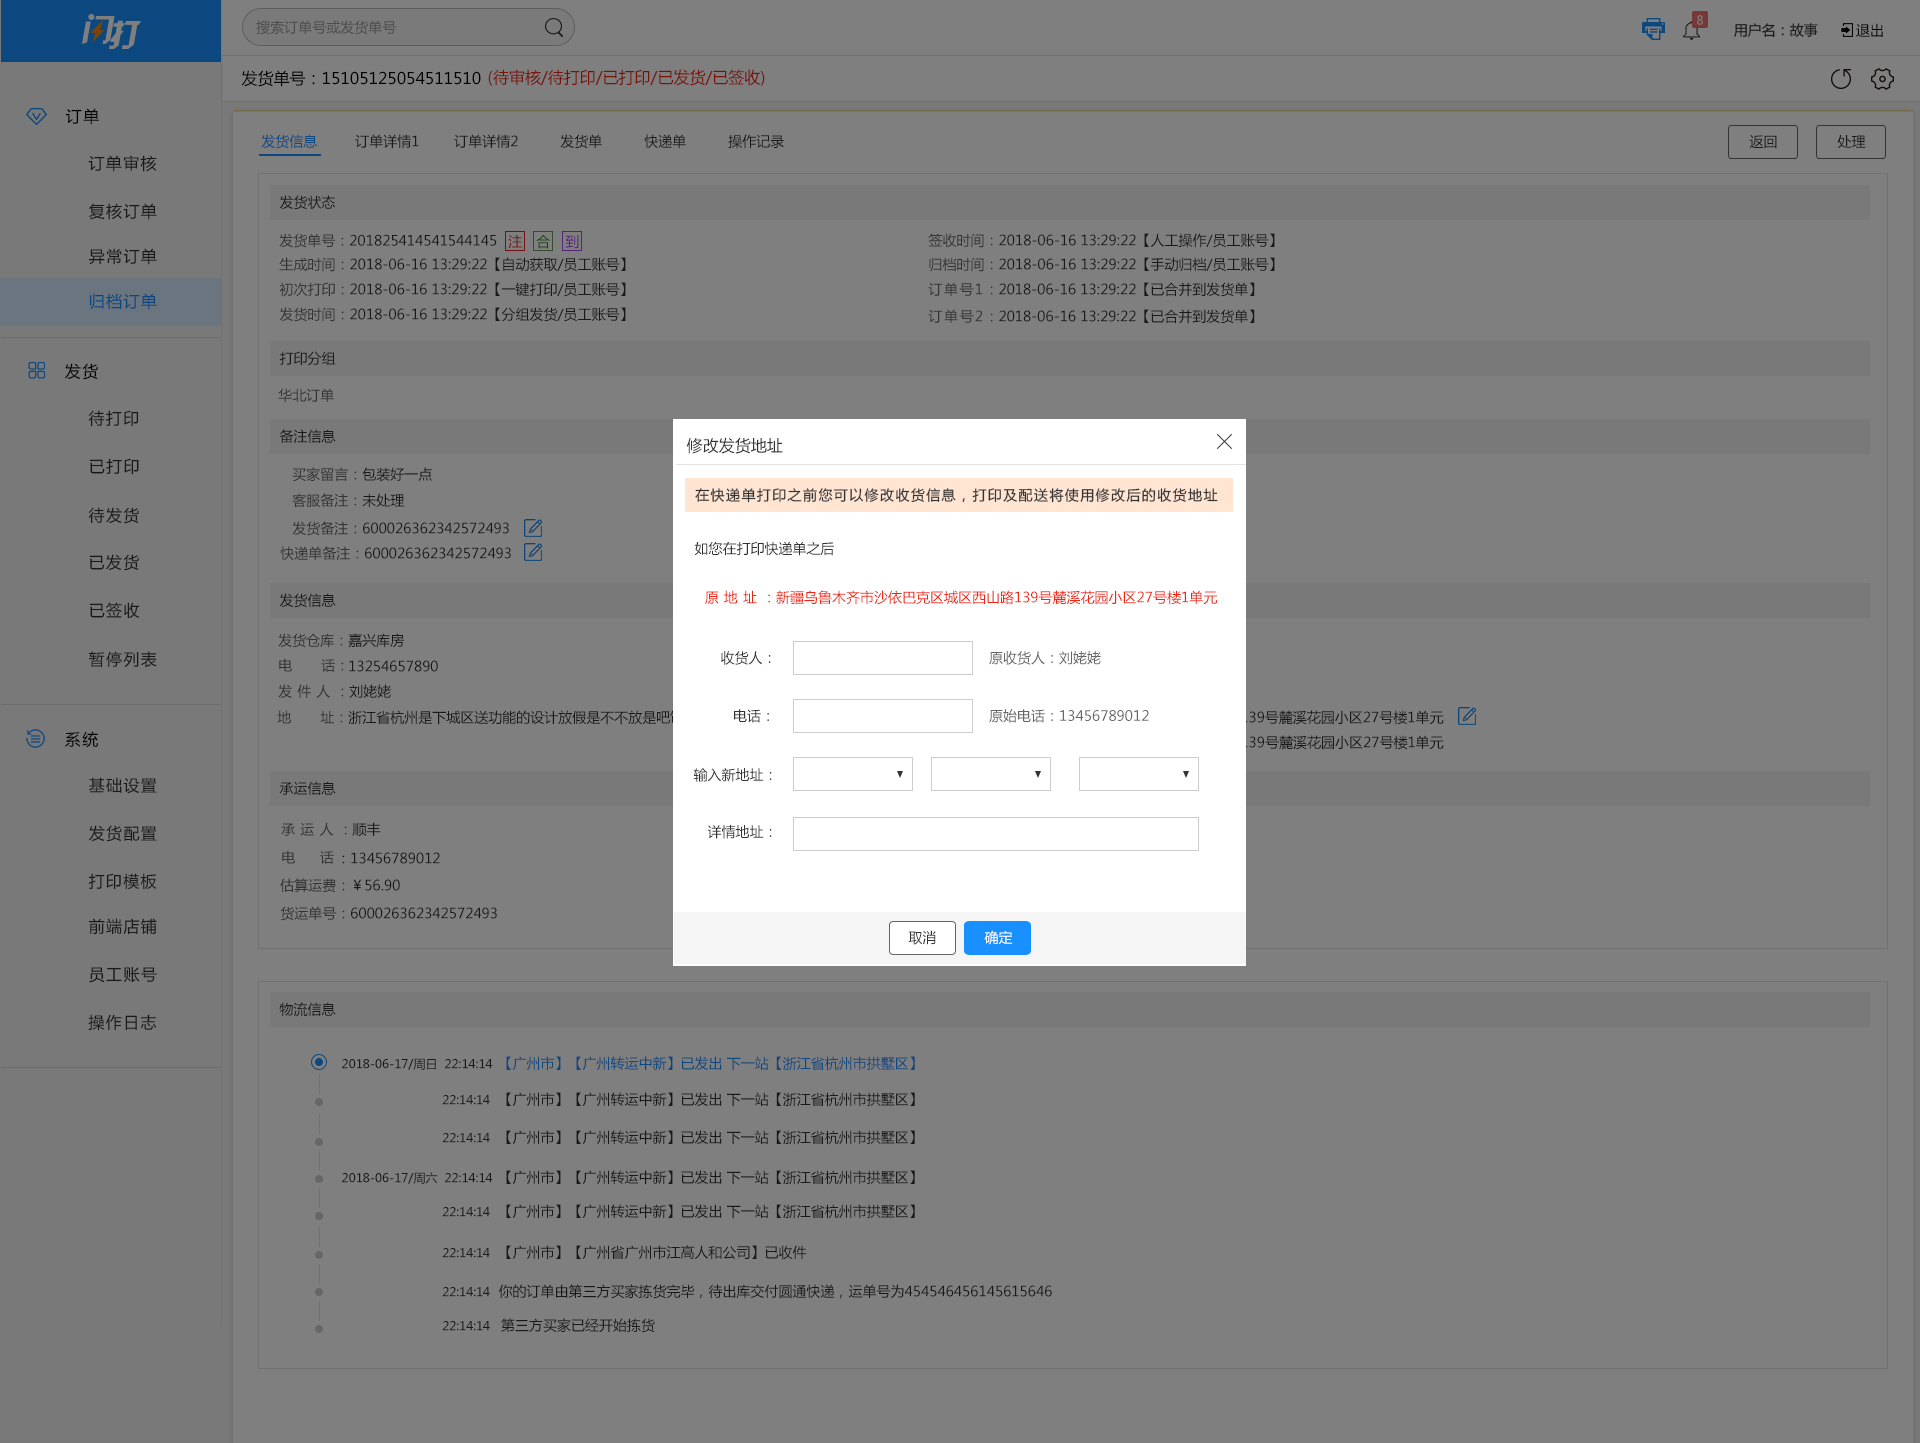 闪打
搜索订单号或发货单号
8
用户名：故事
退出
发货单号：15105125054511510 (待审核/待打印/已打印/已发货/已签收)
订单
订单审核
复核订单
异常订单
归档订单
发货
待打印
已打印
待发货
已发货
已签收
暂停列表
系统
基础设置
发货配置
打印模板
前端店铺
员工账号
操作日志
发货信息 订单详情1 订单详情2 发货单 快递单 操作记录
返回 处理
发货状态
发货单号：201825414541544145 注 合 到
生成时间：2018-06-16 13:29:22【自动获取/员工账号】
初次打印：2018-06-16 13:29:22【一键打印/员工账号】
发货时间：2018-06-16 13:29:22【分组发货/员工账号】
签收时间：2018-06-16 13:29:22【人工操作/员工账号】
归档时间：2018-06-16 13:29:22【手动归档/员工账号】
订单号1：2018-06-16 13:29:22【已合并到发货单】
订单号2：2018-06-16 13:29:22【已合并到发货单】
打印分组
华北订单
备注信息
买家留言：包装好一点
客服备注：未处理
发货备注：600026362342572493
快递单备注：600026362342572493
发货信息
发货仓库：嘉兴库房
电 话：13254657890
发 件 人 ：刘姥姥
地 址：浙江省杭州是下城区送功能的设计放假是不不放是吧
139号麓溪花园小区27号楼1单元
139号麓溪花园小区27号楼1单元
承运信息
承 运 人 ：顺丰
电 话：13456789012
估算运费：￥56.90
货运单号：600026362342572493
修改发货地址
在快递单打印之前您可以修改收货信息，打印及配送将使用修改后的收货地址
如您在打印快递单之后
原 地 址 ：新疆乌鲁木齐市沙依巴克区城区西山路139号麓溪花园小区27号楼1单元
收货人：
原收货人：刘姥姥
电话：
原始电话：13456789012
输入新地址：
详情地址：
取消 确定
物流信息
2018-06-17/周日 22:14:14 【广州市】【广州转运中新】已发出 下一站【浙江省杭州市拱墅区】
22:14:14 【广州市】【广州转运中新】已发出 下一站【浙江省杭州市拱墅区】
22:14:14 【广州市】【广州转运中新】已发出 下一站【浙江省杭州市拱墅区】
2018-06-17/周六 22:14:14 【广州市】【广州转运中新】已发出 下一站【浙江省杭州市拱墅区】
22:14:14 【广州市】【广州转运中新】已发出 下一站【浙江省杭州市拱墅区】
22:14:14 【广州市】【广州省广州市江高人和公司】已收件
22:14:14 你的订单由第三方买家拣货完毕，待出库交付圆通快递，运单号为454546456145615646
22:14:14 第三方买家已经开始拣货